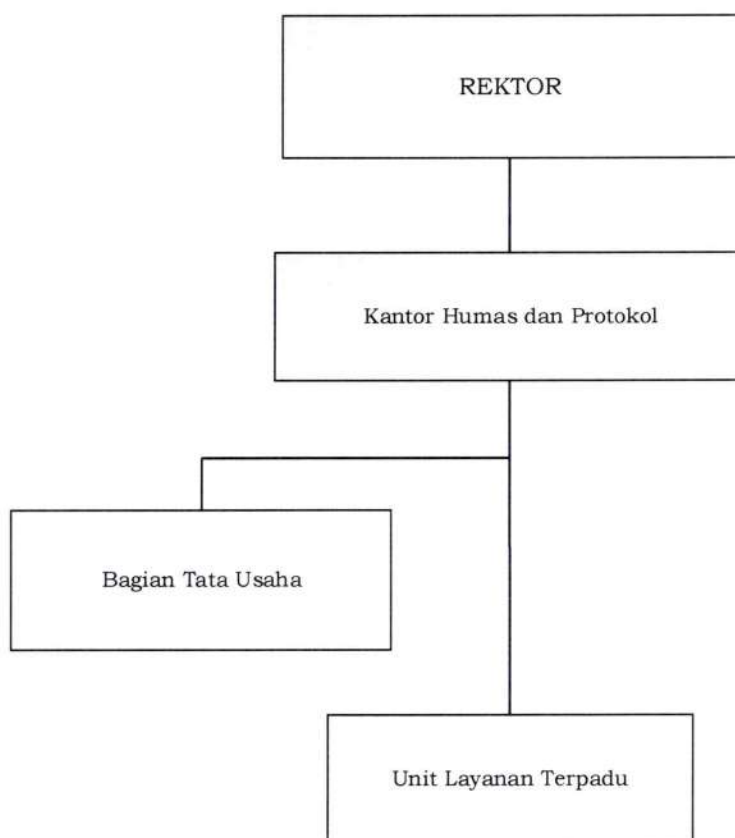 REKTOR
Kantor Humas dan Protokol
Bagian Tata Usaha
Unit Layanan Terpadu